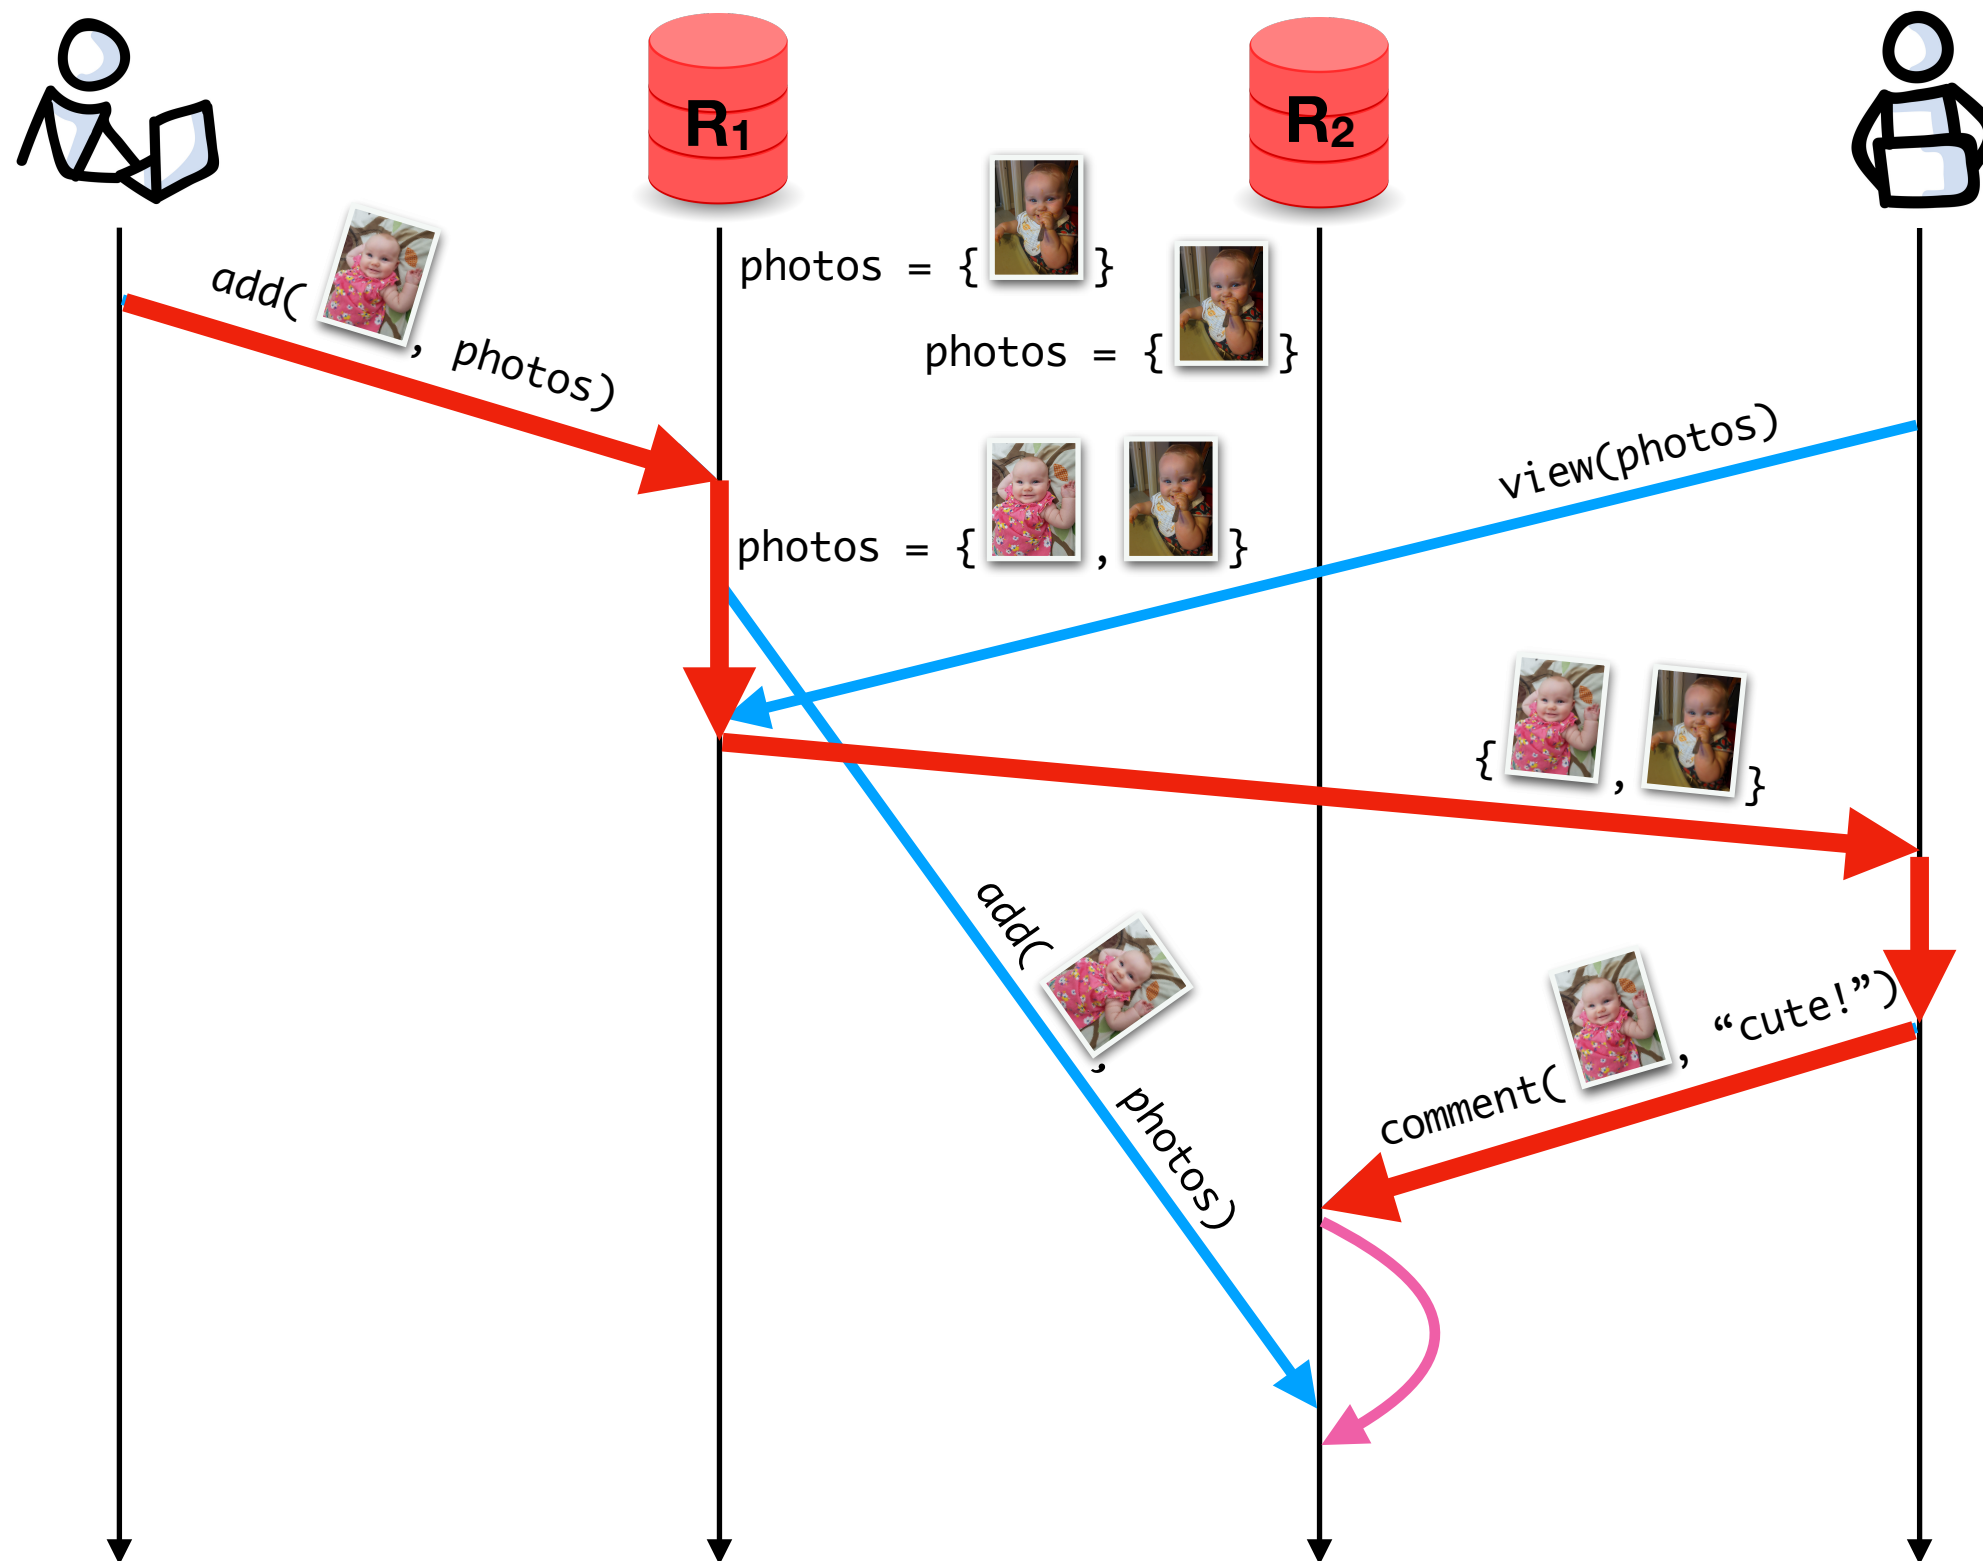 R1
R2
photos = { }
add( , photos)
photos = { }
view(photos)
photos = { , }
{ , }
add( , photos)
comment( , “cute!”)